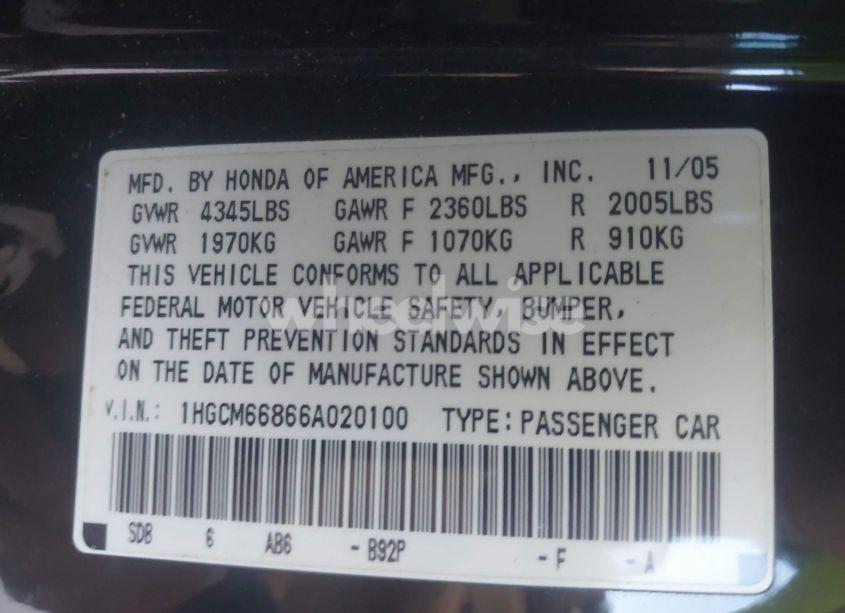 MFD. BY HONDA OF AMERICA MFG., INC. 11/05
GVWR 4345LBS GAWR F 2360LBS R 2005LBS
GVWR 1970KG GAWR F 1070KG R 910KG
THIS VEHICLE CONFORMS TO ALL APPLICABLE
FEDERAL MOTOR VEHICLE SAFETY, BUMPER,
AND THEFT PREVENTION STANDARDS IN EFFECT
ON THE DATE OF MANUFACTURE SHOWN ABOVE.
V.I.N.: 1HGCM66866A020100 TYPE: PASSENGER CAR
SDB 6 AB6 - B92P - F - A
wheelwise